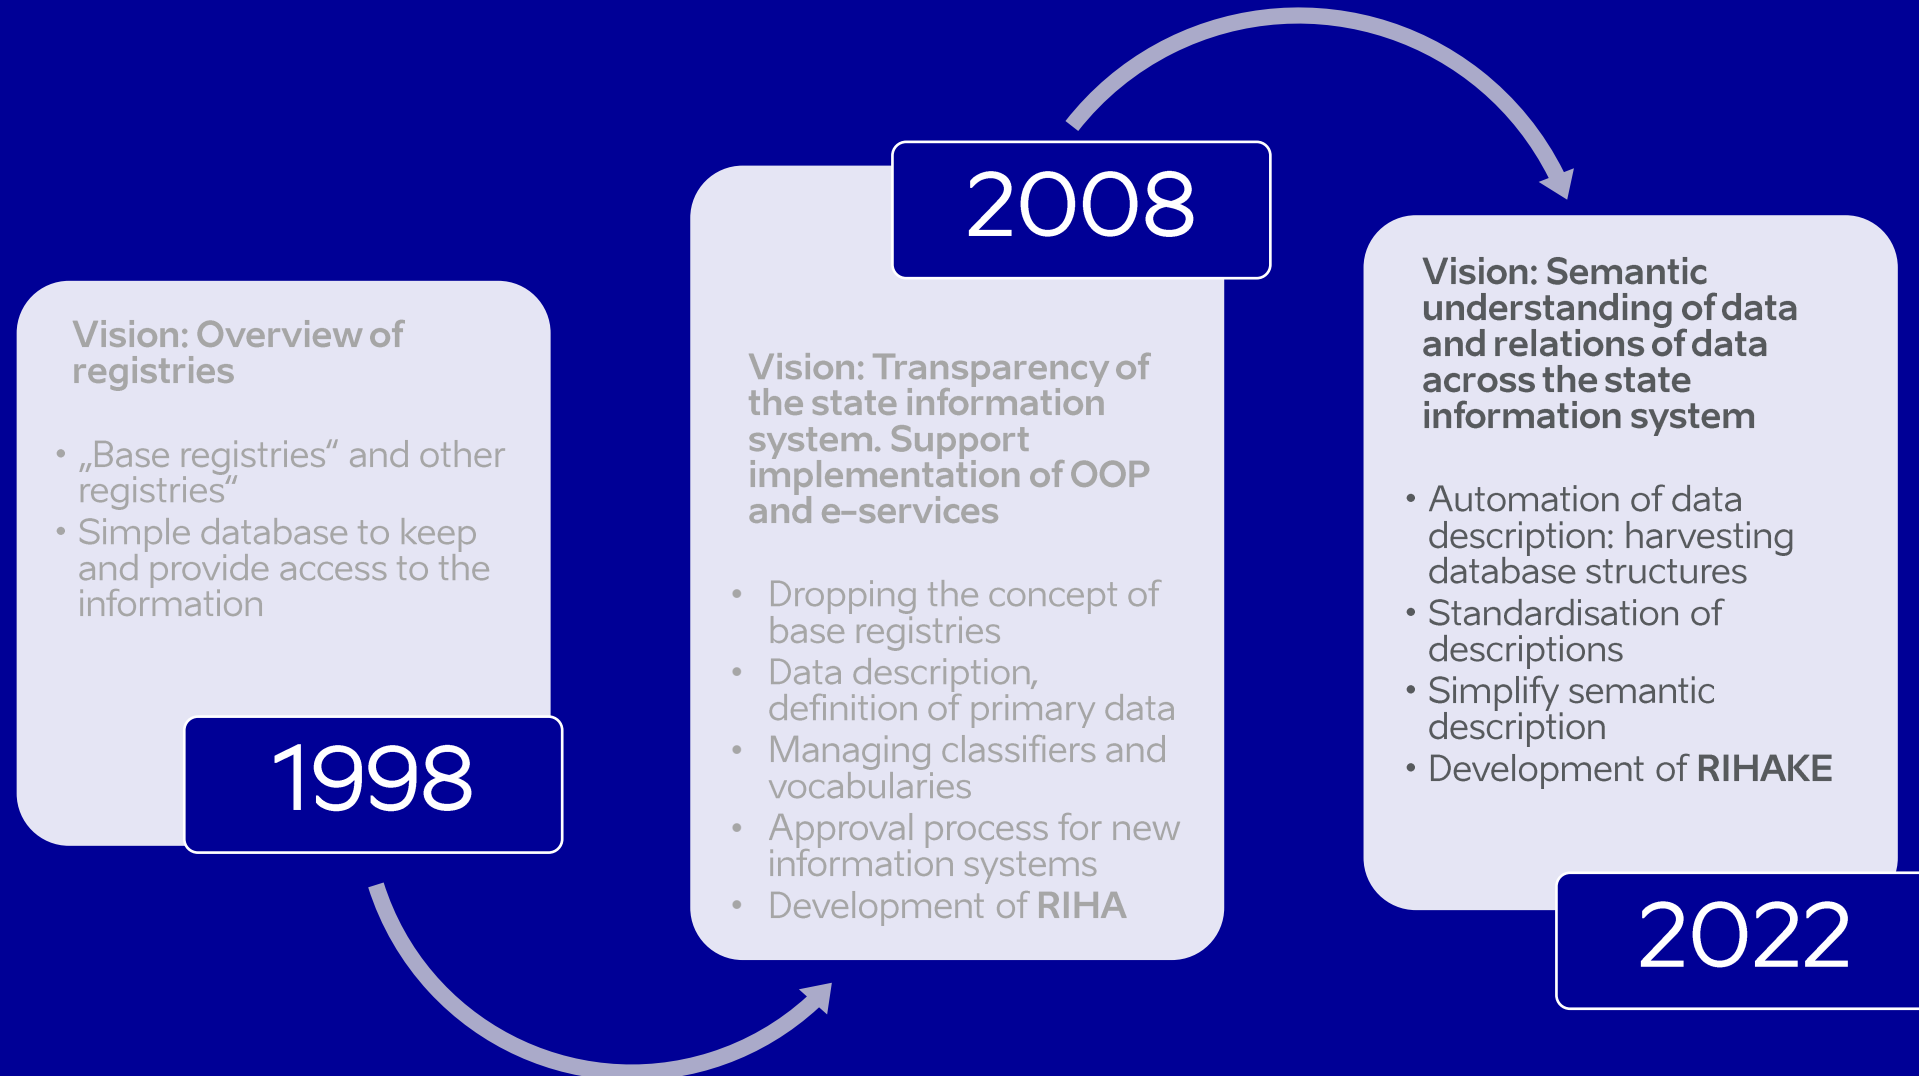 Vision: Overview of
registries
• „Base registries“ and other
registries“
• Simple database to keep
and provide access to the
information
1998
2008
Vision: Transparency of
the state information
system. Support
implementation of OOP
and e-services
• Dropping the concept of
base registries
• Data description,
definition of primary data
• Managing classifiers and
vocabularies
• Approval process for new
information systems
• Development of RIHA
Vision: Semantic
understanding of data
and relations of data
across the state
information system
• Automation of data
description: harvesting
database structures
• Standardisation of
descriptions
• Simplify semantic
description
• Development of RIHAKE
2022